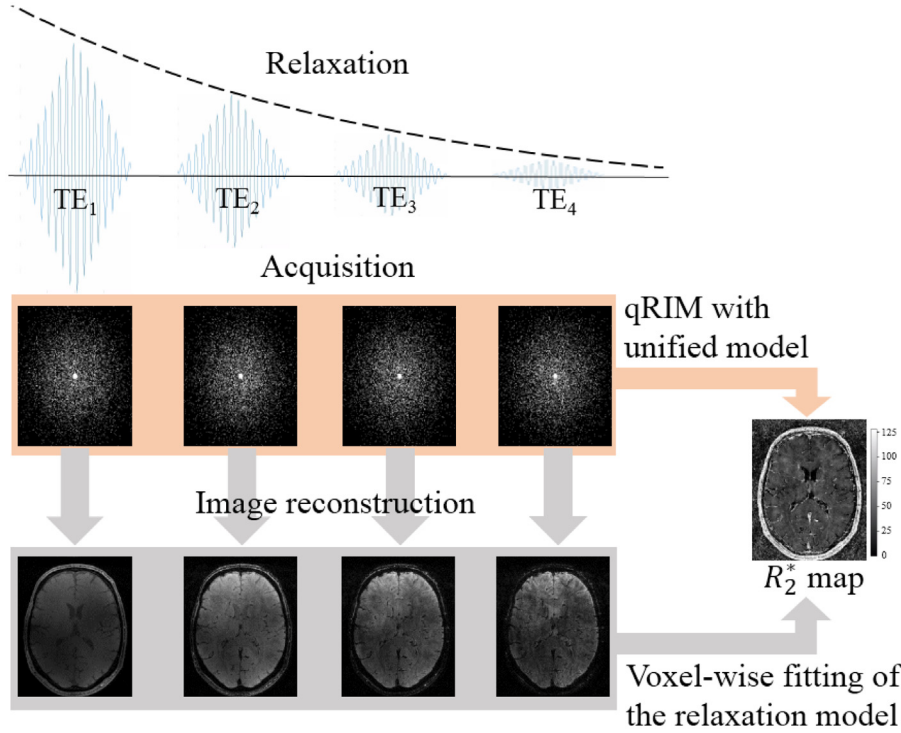 Relaxation
TE₁
TE₂
TE₃
TE₄
Acquisition
qRIM with
unified model
125
100
75
50
25
0
Image reconstruction
R₂* map
Voxel-wise fitting of
the relaxation model